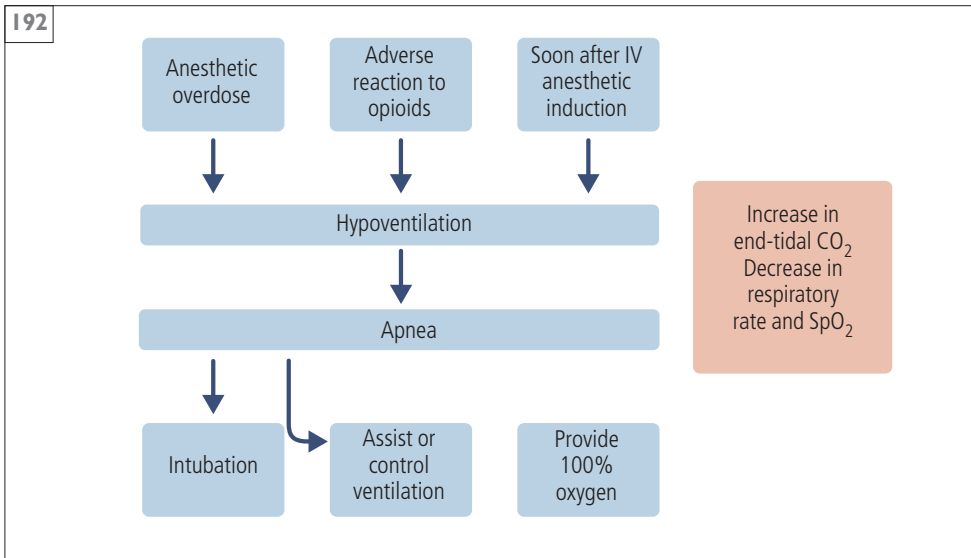 192
Anesthetic
overdose
Adverse
reaction to
opioids
Soon after IV
anesthetic
induction
Hypoventilation
Increase in
end-tidal CO₂
Decrease in
respiratory
rate and SpO₂
Apnea
Intubation
Assist or
control
ventilation
Provide
100%
oxygen